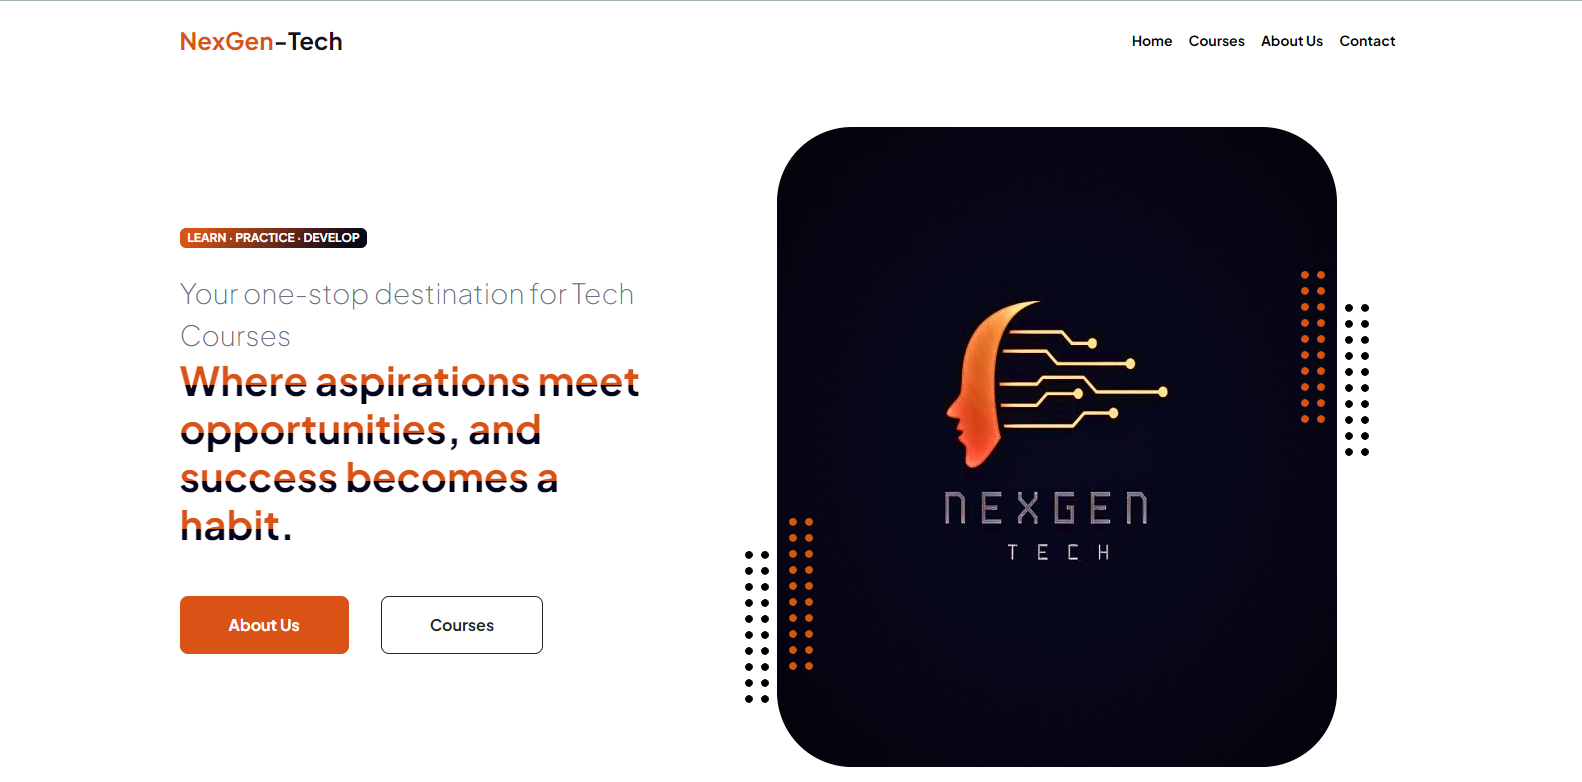 NexGen-Tech
Home Courses About Us Contact
LEARN · PRACTICE · DEVELOP
Your one-stop destination for Tech
Courses
Where aspirations meet
opportunities, and
success becomes a
habit.
About Us Courses
NEXGEN
TECH